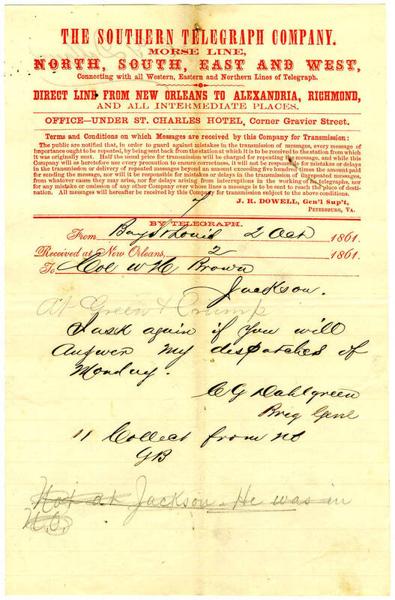 THE SOUTHERN TELEGRAPH COMPANY.
MORSE LINE,
NORTH, SOUTH, EAST AND WEST,
Connecting with all Western, Eastern and Northern Lines of Telegraph.
DIRECT LINE FROM NEW ORLEANS TO ALEXANDRIA, RICHMOND,
AND ALL INTERMEDIATE PLACES.
OFFICE—UNDER ST. CHARLES HOTEL, Corner Gravier Street.
Terms and Conditions on which Messages are received by this Company for Transmission:
The public are notified that, in order to guard against mistakes in the transmission of messages, every message of
importance ought to be repeated, by being sent back from the station at which it is to be received to the station from which
it was originally sent. Half the usual price for transmission will be charged for repeating the message, and while this
Company will as heretofore use every precaution to ensure correctness, it will not be responsible for mistakes or delays
in the transmission or delivery of repeated messages beyond an amount exceeding five hundred times the amount paid
for sending the message, nor will it be responsible for mistakes or delays in the transmission of unrepeated messages,
from whatever cause they may arise, nor for delays arising from interruptions in the working of its telegraphs, nor
for any mistake or omission of any other Company over whose lines a message is to be sent to reach the place of desti-
nation. All messages will hereafter be received by this Company for transmission subject to the above conditions.
J. R. DOWELL, Gen'l Sup't,
PETERSBURG, VA.
BY TELEGRAPH.
From Bay St Louis 2 Oct 1861.
Received at New Orleans, 2 1861.
To Col W H Brown
Jackson.
At Green &
I ask again if you will
answer my despatches of
Monday.
CG Dahlgreen
Brig Genl
11 Collect from
GB
Not at Jackson - He was in
N.O.